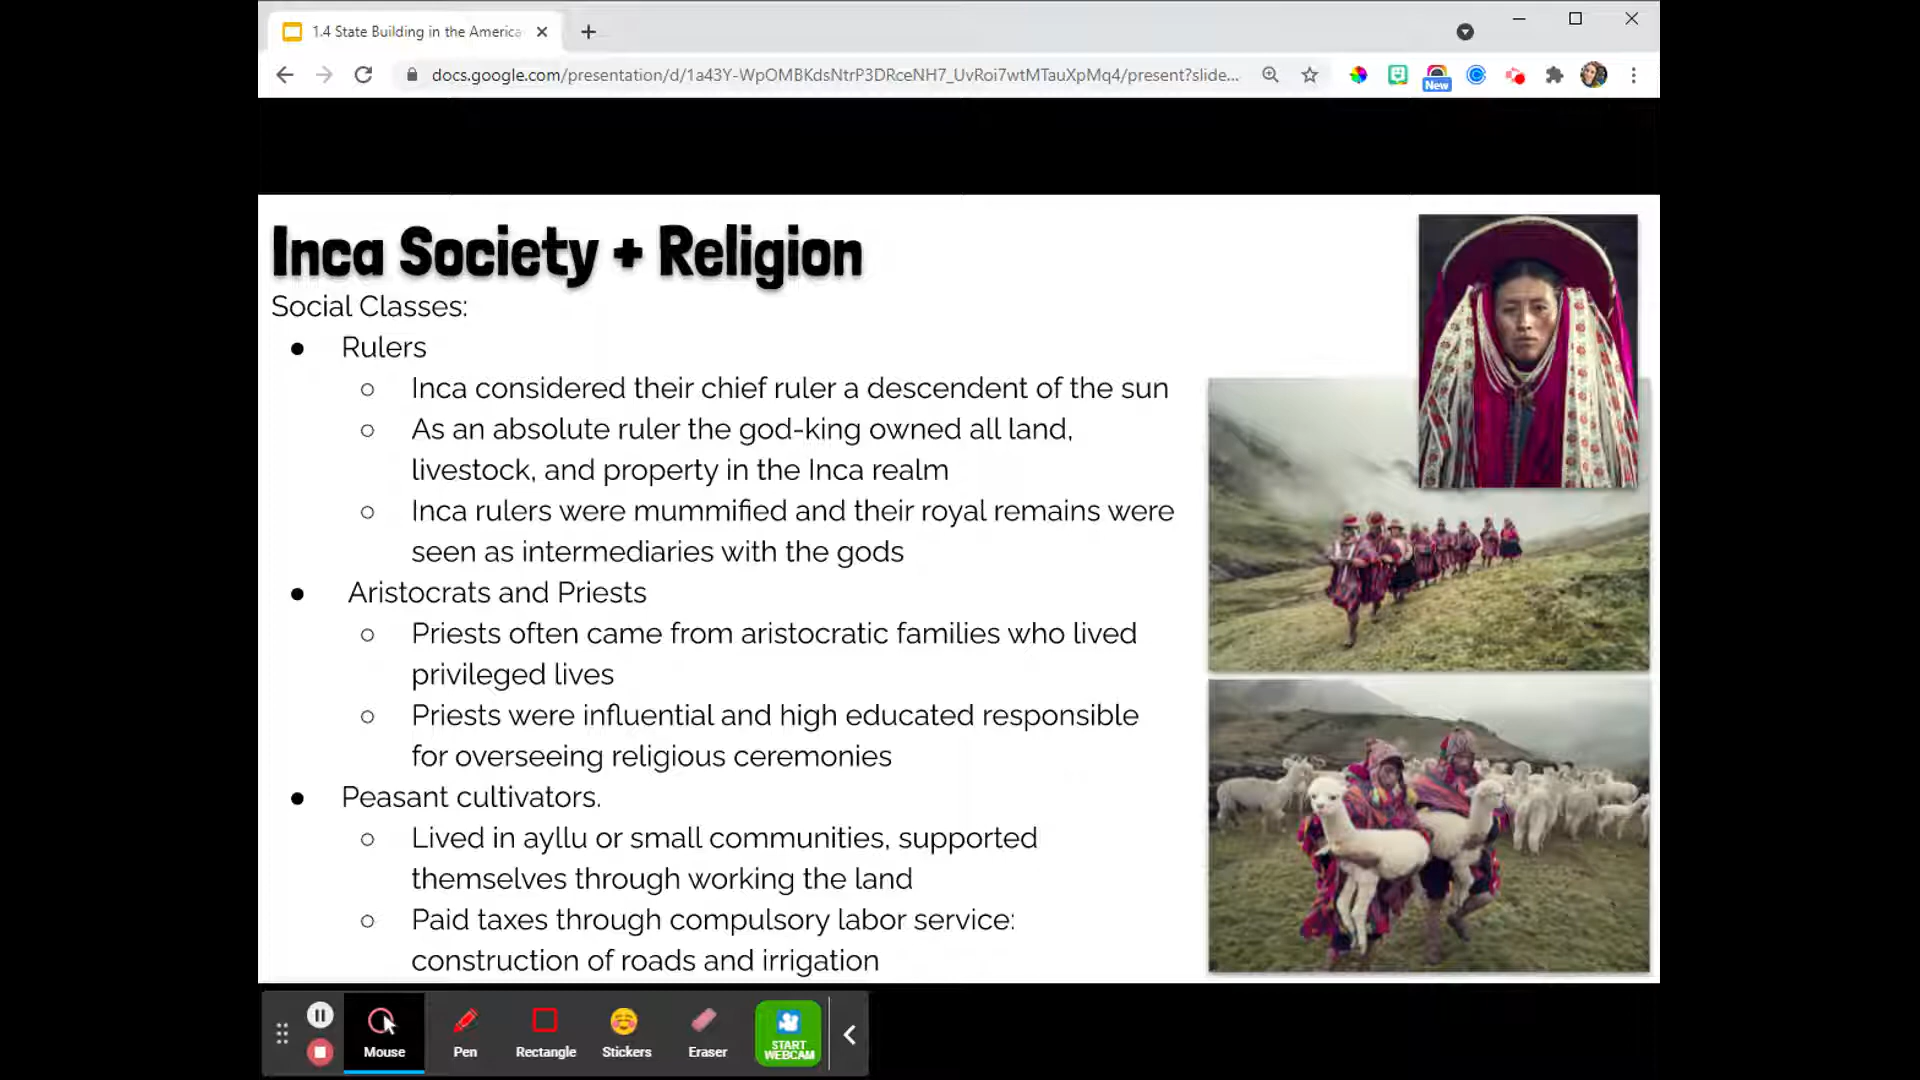 1.4 State Building in the America
docs.google.com/presentation/d/1a43Y-WpOMBKdsNtrP3DRceNH7_UvRoi7wtMTauXpMq4/present?slide...
New
Inca Society + Religion
Social Classes:
● Rulers
○ Inca considered their chief ruler a descendent of the sun
○ As an absolute ruler the god-king owned all land,
livestock, and property in the Inca realm
○ Inca rulers were mummified and their royal remains were
seen as intermediaries with the gods
● Aristocrats and Priests
○ Priests often came from aristocratic families who lived
privileged lives
○ Priests were influential and high educated responsible
for overseeing religious ceremonies
● Peasant cultivators.
○ Lived in ayllu or small communities, supported
themselves through working the land
○ Paid taxes through compulsory labor service:
construction of roads and irrigation
Mouse
Pen
Rectangle
Stickers
Eraser
START
WEBCAM